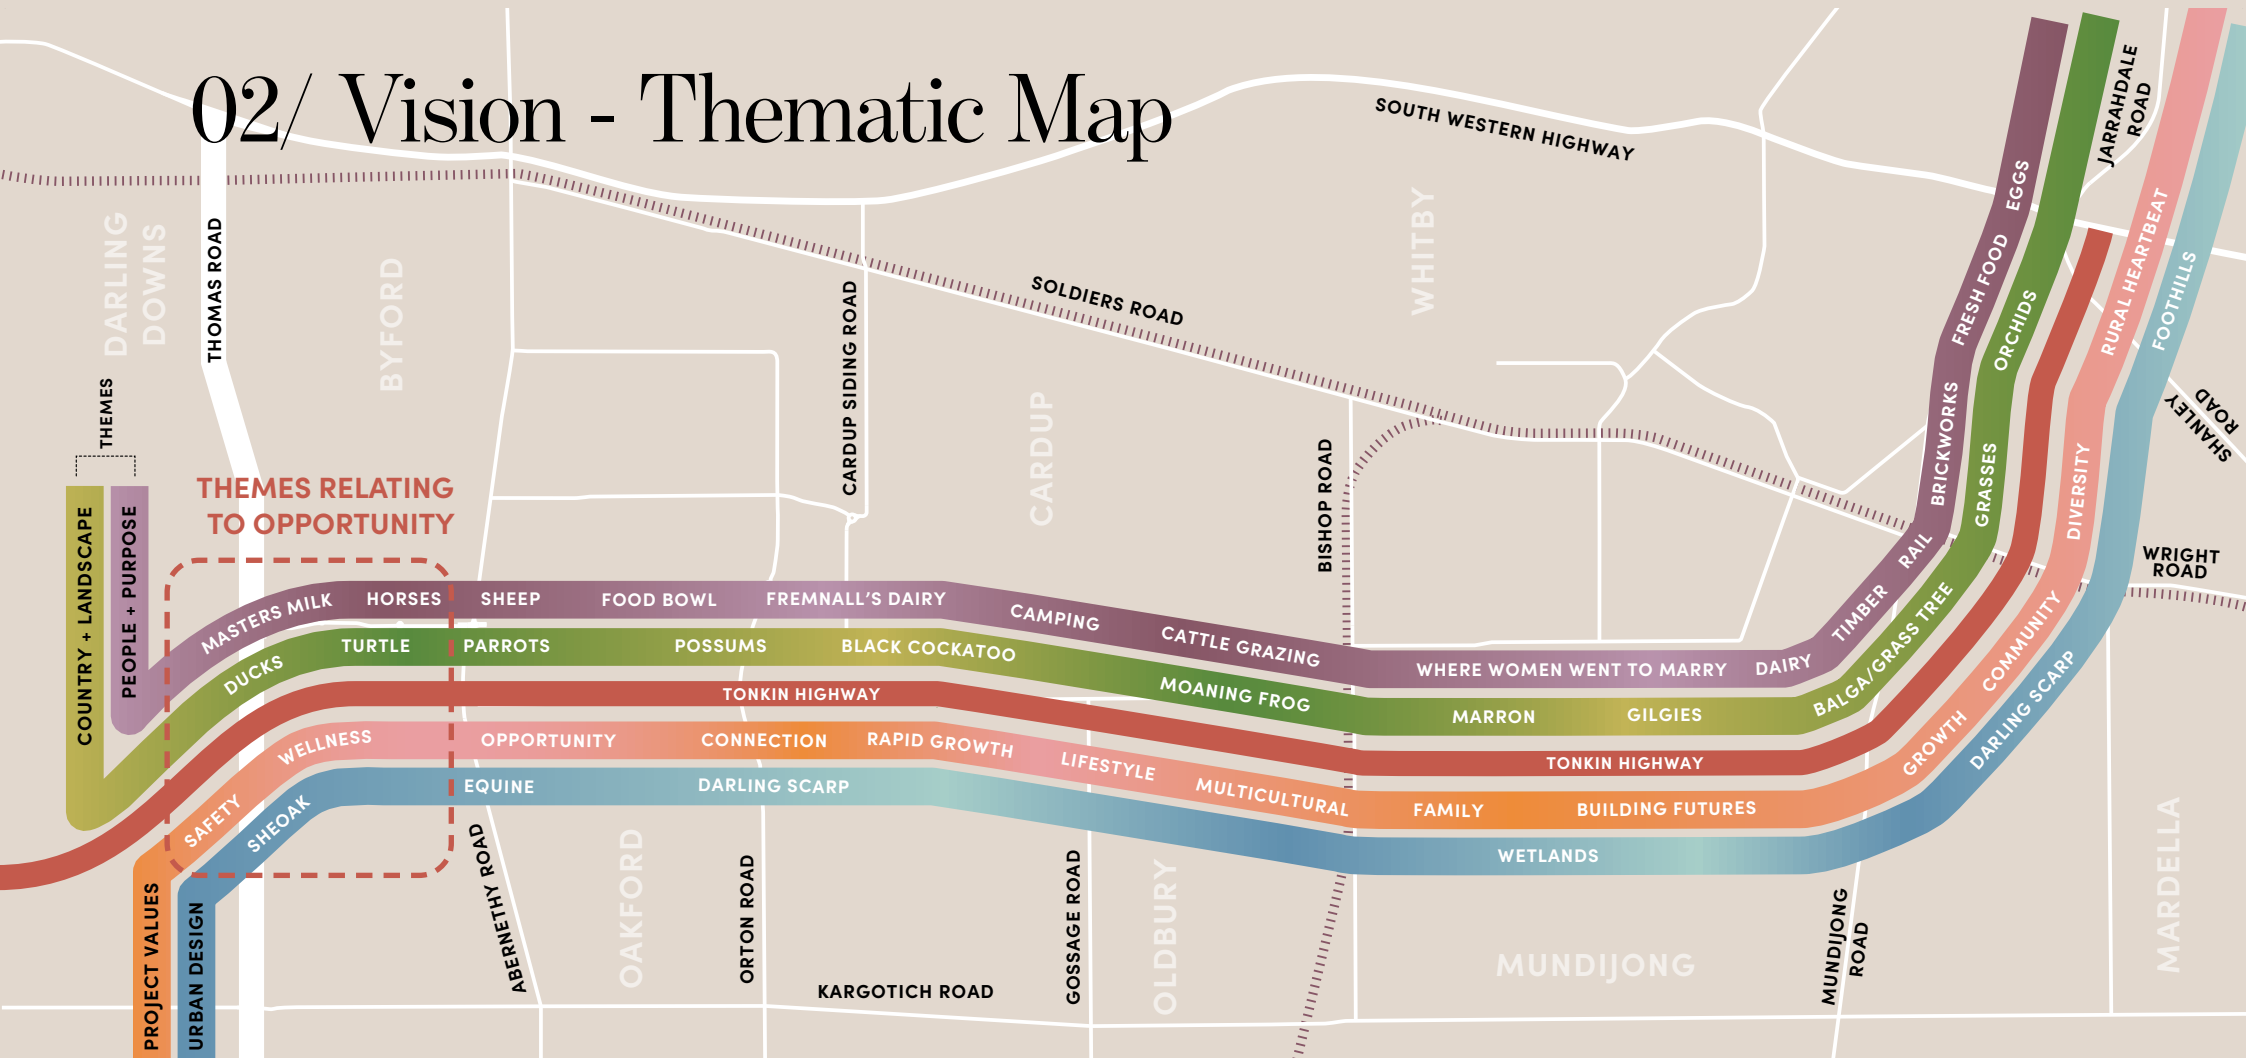 02/ Vision - Thematic Map
SOUTH WESTERN HIGHWAY
JARRAHDALE
ROAD
DARLING
DOWNS
THOMAS ROAD
BYFORD
CARDUP SIDING ROAD
SOLDIERS ROAD
CARDUP
WHITBY
BISHOP ROAD
SHANLEY
ROAD
WRIGHT
ROAD
THEMES
COUNTRY + LANDSCAPE
PEOPLE + PURPOSE
THEMES RELATING
TO OPPORTUNITY
MASTERS MILK HORSES SHEEP FOOD BOWL FREMNALL’S DAIRY CAMPING CATTLE GRAZING WHERE WOMEN WENT TO MARRY DAIRY TIMBER RAIL BRICKWORKS FRESH FOOD EGGS
DUCKS TURTLE PARROTS POSSUMS BLACK COCKATOO MOANING FROG MARRON GILGIES BALGA/GRASS TREE GRASSES ORCHIDS
TONKIN HIGHWAY TONKIN HIGHWAY
SAFETY WELLNESS OPPORTUNITY CONNECTION RAPID GROWTH LIFESTYLE MULTICULTURAL FAMILY BUILDING FUTURES GROWTH COMMUNITY DIVERSITY RURAL HEARTBEAT
SHEOAK EQUINE DARLING SCARP WETLANDS DARLING SCARP FOOTHILLS
PROJECT VALUES
URBAN DESIGN
ABERNETHY ROAD
OAKFORD
ORTON ROAD
KARGOTICH ROAD
GOSSAGE ROAD
OLDBURY
MUNDIJONG
MUNDIJONG
ROAD
MARDELLA